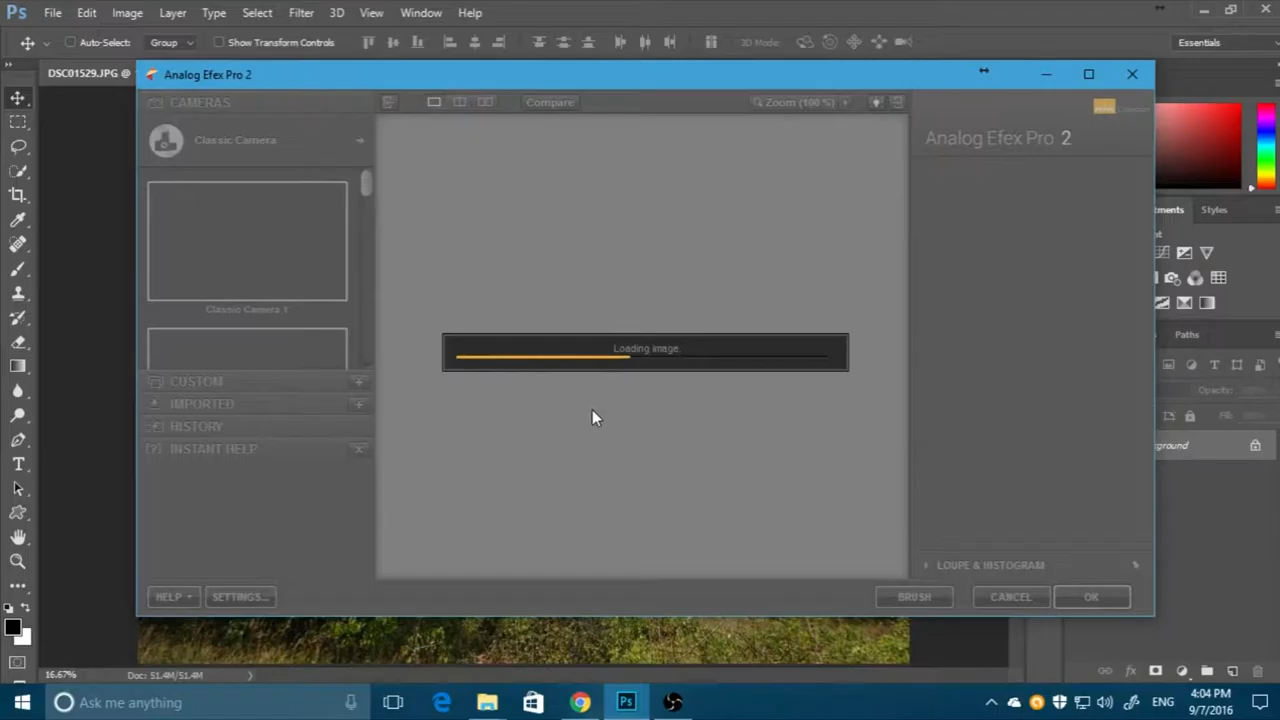 Ps File Edit Image Layer Type Select Filter 3D View Window Help
Auto-Select: Group Show Transform Controls 3D Mode: Essentials
DSC01529.JPG @
Analog Efex Pro 2
CAMERAS
Compare
Zoom (100 %)
Classic Camera
Analog Efex Pro 2
Classic Camera 1
Styles
Loading image.
Paths
CUSTOM
IMPORTED
HISTORY
INSTANT HELP
Opacity:
Fill:
LOUPE & HISTOGRAM
HELP
SETTINGS...
BRUSH
CANCEL
OK
16.67% Doc: 51.4M/51.4M
Ask me anything
Ps
ENG
4:04 PM
9/7/2016